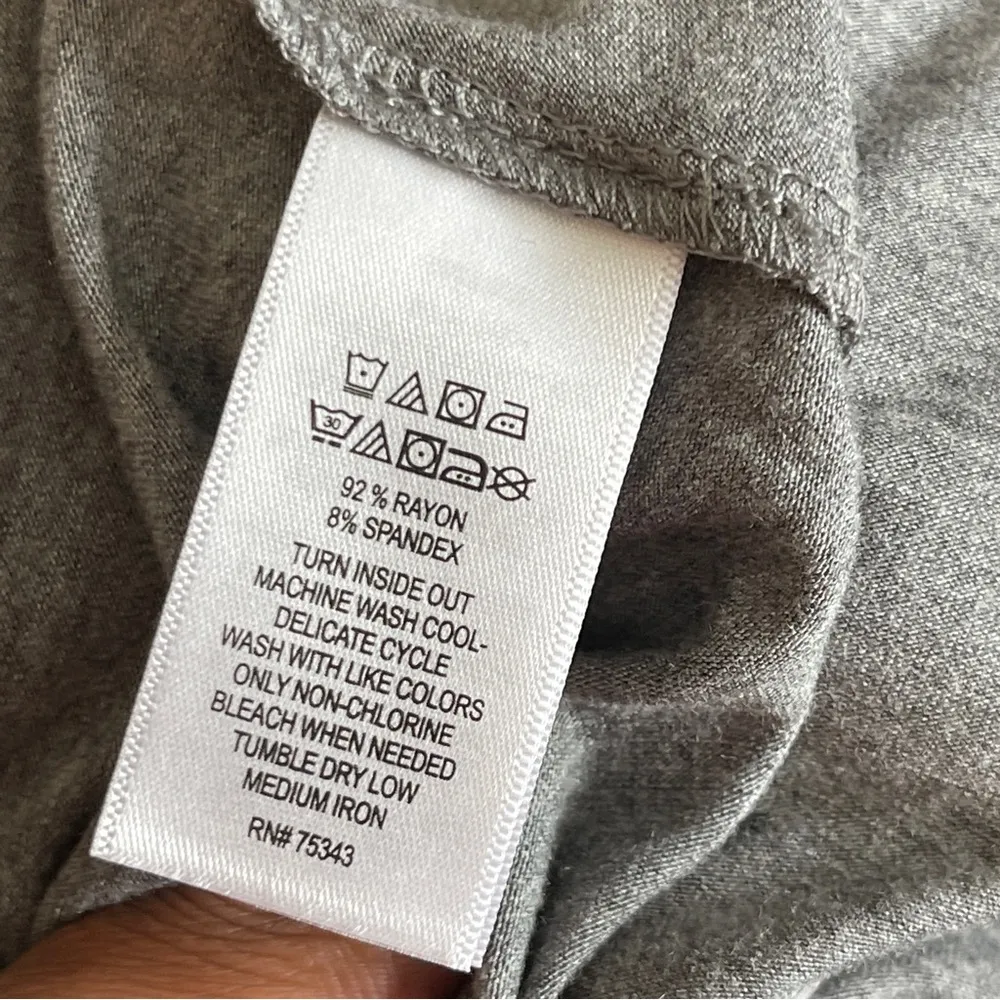 30
92 % RAYON
8% SPANDEX
TURN INSIDE OUT
MACHINE WASH COOL-
DELICATE CYCLE
WASH WITH LIKE COLORS
ONLY NON-CHLORINE
BLEACH WHEN NEEDED
TUMBLE DRY LOW
MEDIUM IRON
RN# 75343